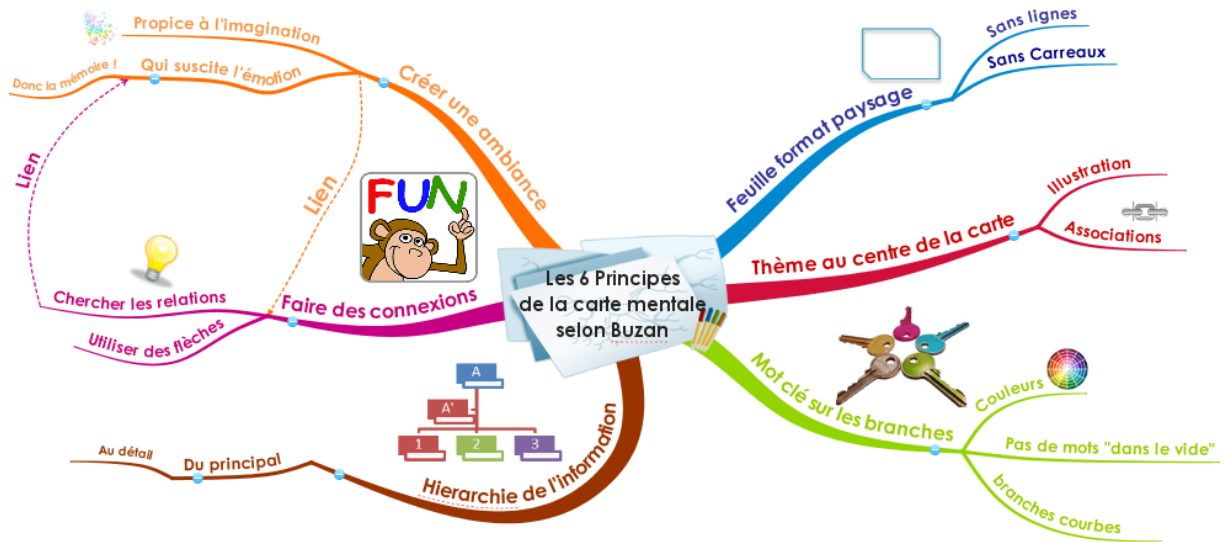 Les 6 Principes
de la carte mentale
selon Buzan
Feuille format paysage
Sans lignes
Sans Carreaux
Thème au centre de la carte
Illustration
Associations
Mot clé sur les branches
Couleurs
Pas de mots "dans le vide"
branches courbes
Hierarchie de l'information
Du principal
Au détail
A
A'
1
2
3
Faire des connexions
Chercher les relations
Utiliser des flèches
Lien
Lien
Créer une ambiance
Propice à l'imagination
Qui suscite l'émotion
Donc la mémoire !
FUN